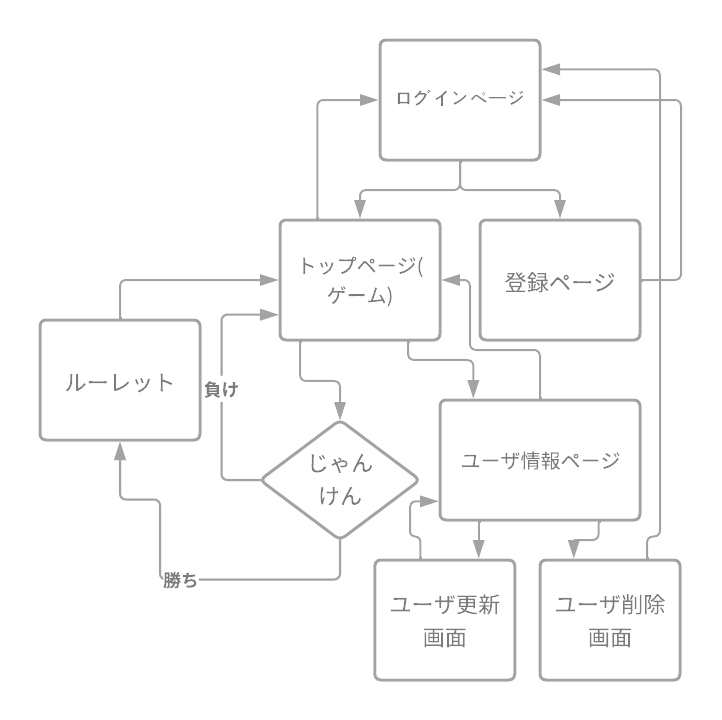 ログインページ
トップページ(
ゲーム)
登録ページ
ルーレット
負け
じゃん
けん
ユーザ情報ページ
勝ち
ユーザ更新
画面
ユーザ削除
画面